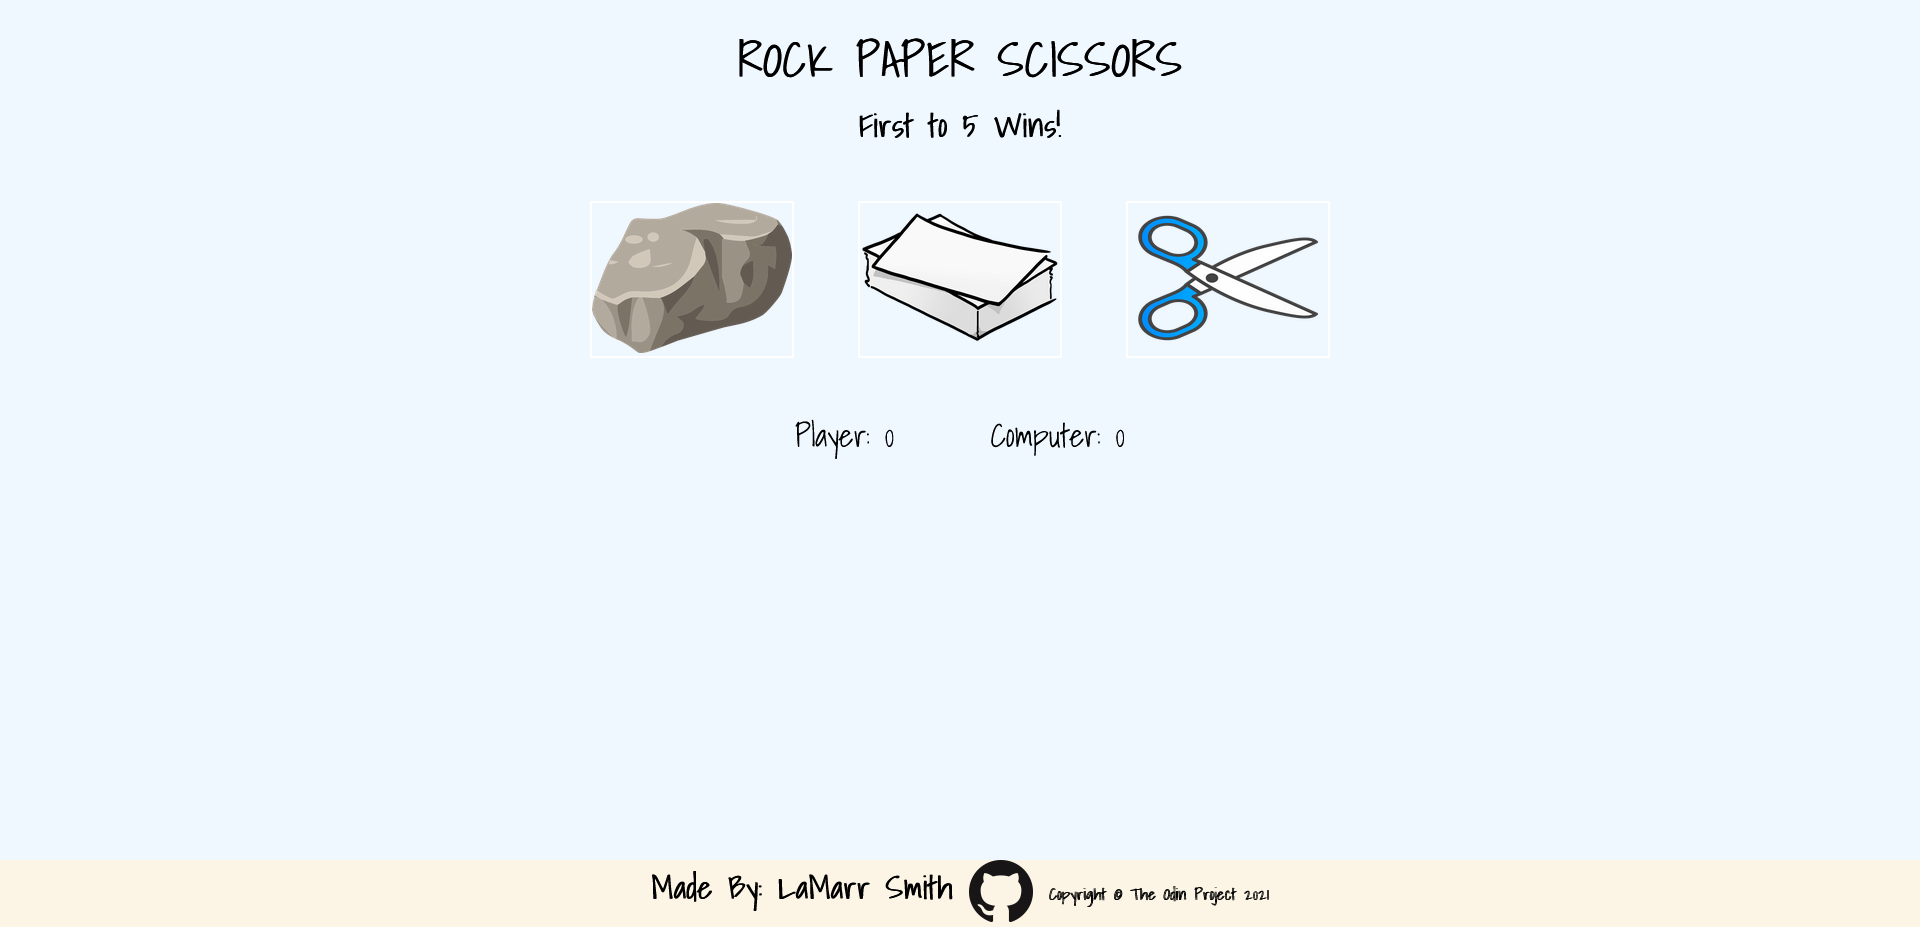 ROCK PAPER SCISSORS
First to 5 Wins!
Player: 0 Computer: 0
Made By: LaMarr Smith Copyright © The Odin Project 2021